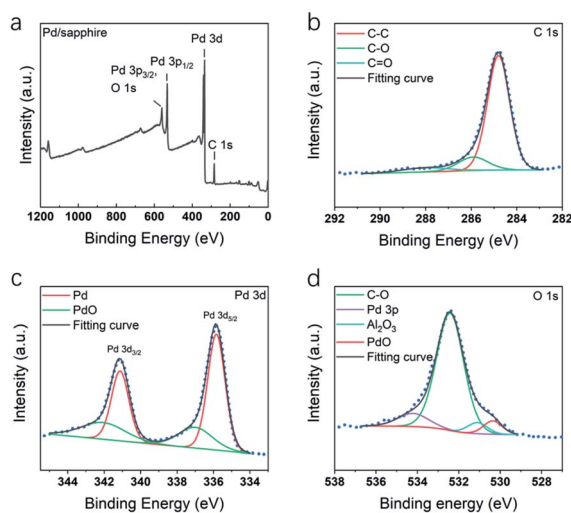 a
Pd/sapphire
Pd 3d
Pd 3p3/2, Pd 3p1/2
O 1s
C 1s
Intensity (a.u.)
1200 1000 800 600 400 200 0
Binding Energy (eV)
b
C-C
C-O
C=O
Fitting curve
C 1s
Intensity (a.u.)
292 290 288 286 284 282
Binding Energy (eV)
c
Pd
PdO
Fitting curve
Pd 3d
Pd 3d5/2
Pd 3d3/2
Intensity (a.u.)
344 342 340 338 336 334
Binding Energy (eV)
d
C-O
Pd 3p
Al2O3
PdO
Fitting curve
O 1s
Intensity (a.u.)
538 536 534 532 530 528
Binding energy (eV)